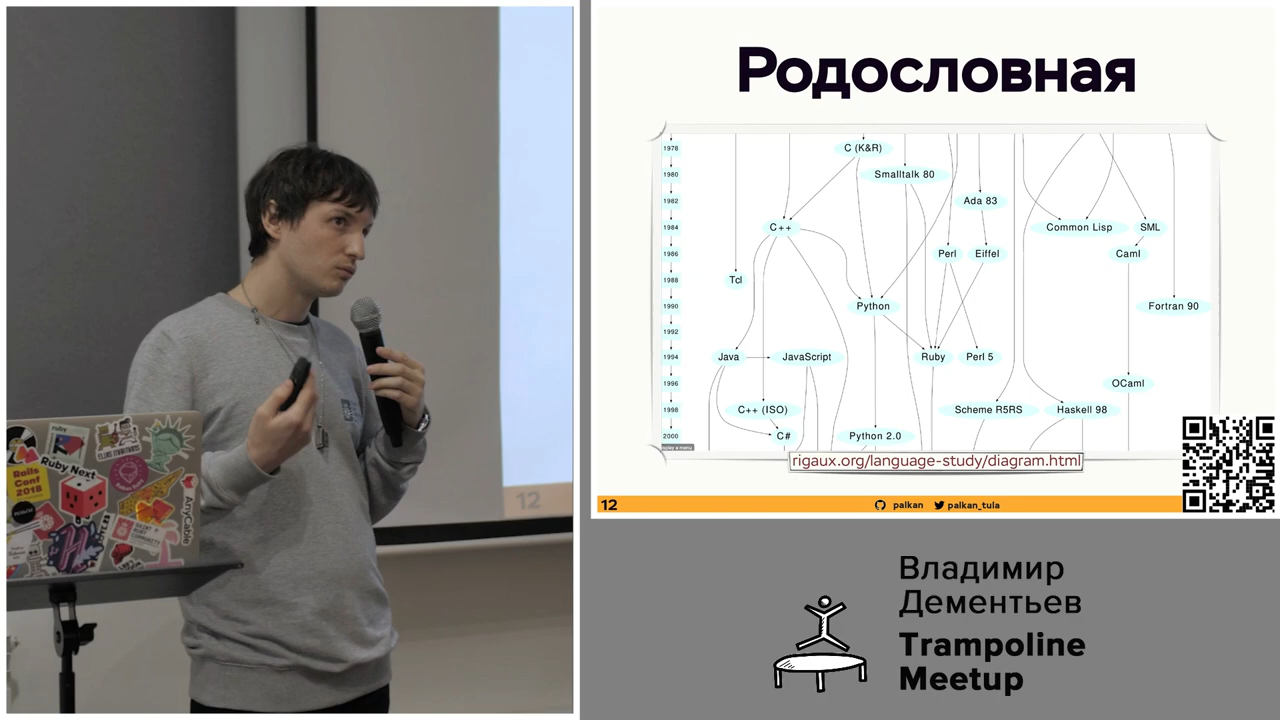 Родословная
1978
C (K&R)
1980
Smalltalk 80
1982
Ada 83
1984
C++
Common Lisp
SML
1986
Perl
Eiffel
Caml
1988
Tcl
1990
Python
Fortran 90
1992
1994
Java
JavaScript
Ruby
Perl 5
1996
OCaml
1998
C++ (ISO)
Scheme R5RS
Haskell 98
2000
C#
Python 2.0
rigaux.org/language-study/diagram.html
12
palkan
palkan_tula
Владимир
Дементьев
Trampoline
Meetup
12
ruby
Ruby Next
Rails
Conf
2018
AnyCable